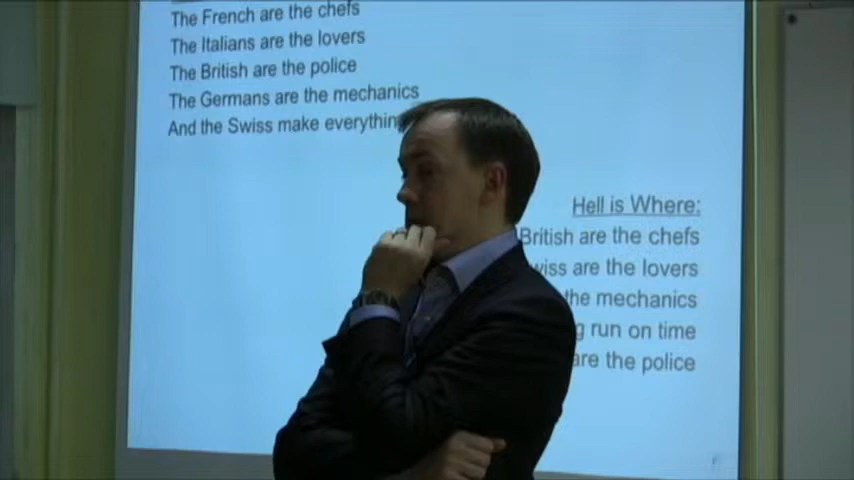 The French are the chefs
The Italians are the lovers
The British are the police
The Germans are the mechanics
And the Swiss make everything
Hell is Where:
British are the chefs
are the lovers
the mechanics
run on time
are the police